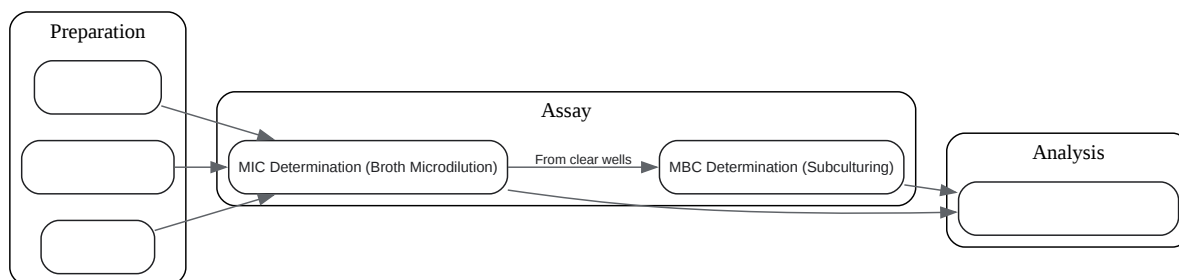 Preparation
Assay
MIC Determination (Broth Microdilution)
From clear wells
MBC Determination (Subculturing)
Analysis